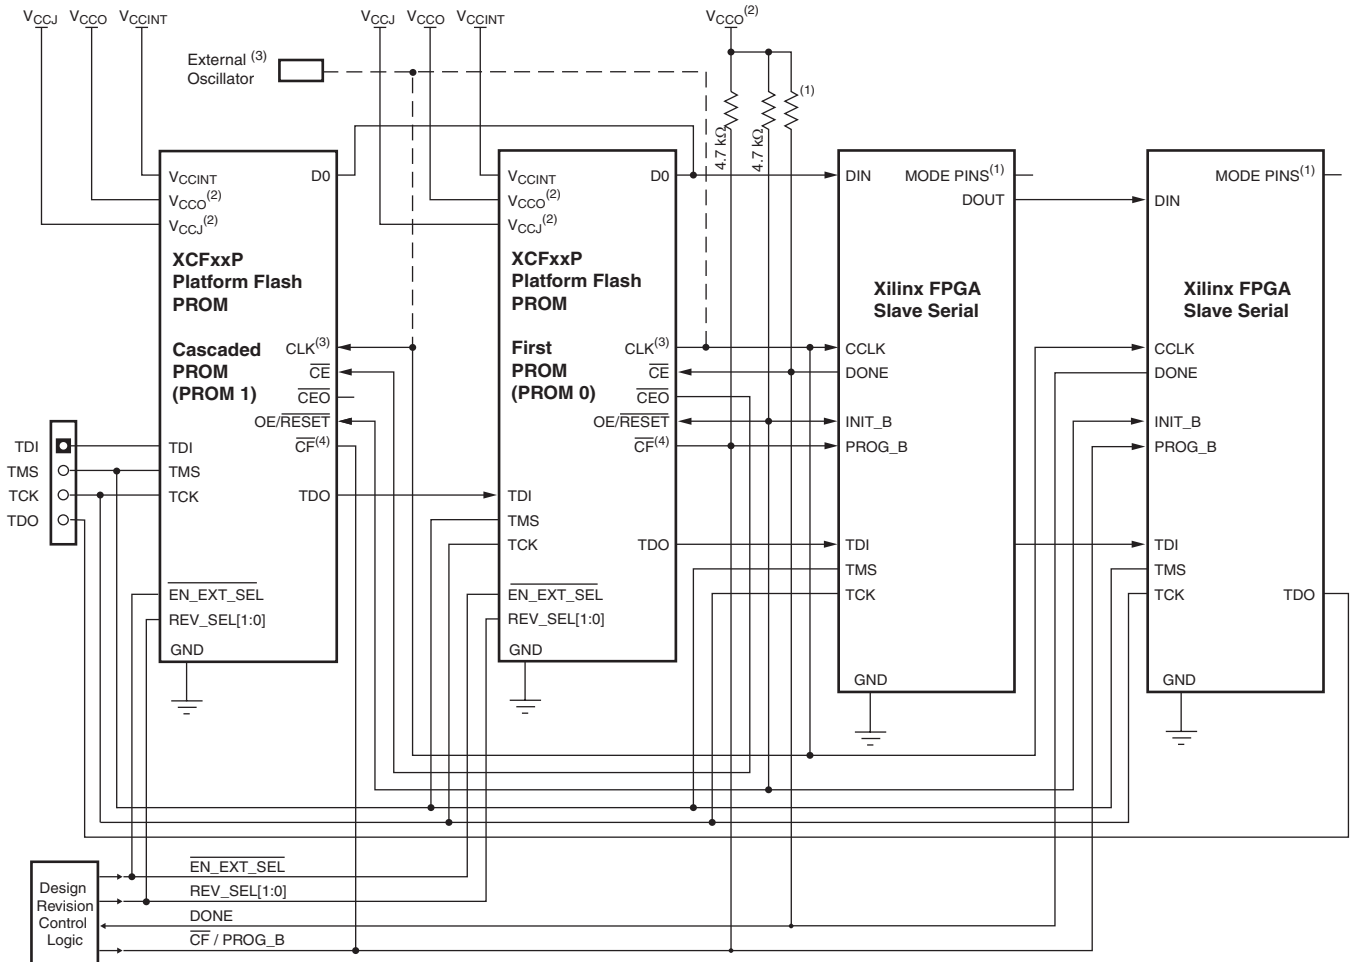 VCCJ VCCO VCCINT
VCCJ VCCO VCCINT
VCCO(2)
External (3)
Oscillator
(1)
4.7 kΩ
4.7 kΩ
VCCINT
VCCO(2)
VCCJ(2)
D0
XCFxxP
Platform Flash
PROM
Cascaded
PROM
(PROM 1)
CLK(3)
CE
CEO
OE/RESET
CF(4)
TDI
TMS
TCK
TDO
EN_EXT_SEL
REV_SEL[1:0]
GND
VCCINT
VCCO(2)
VCCJ(2)
D0
XCFxxP
Platform Flash
PROM
First
PROM
(PROM 0)
CLK(3)
CE
CEO
OE/RESET
CF(4)
TDI
TMS
TCK
TDO
EN_EXT_SEL
REV_SEL[1:0]
GND
DIN
MODE PINS(1)
DOUT
Xilinx FPGA
Slave Serial
CCLK
DONE
INIT_B
PROG_B
TDI
TMS
TCK
GND
MODE PINS(1)
DIN
Xilinx FPGA
Slave Serial
CCLK
DONE
INIT_B
PROG_B
TDI
TMS
TCK
TDO
GND
TDI
TMS
TCK
TDO
Design
Revision
Control
Logic
EN_EXT_SEL
REV_SEL[1:0]
DONE
CF / PROG_B